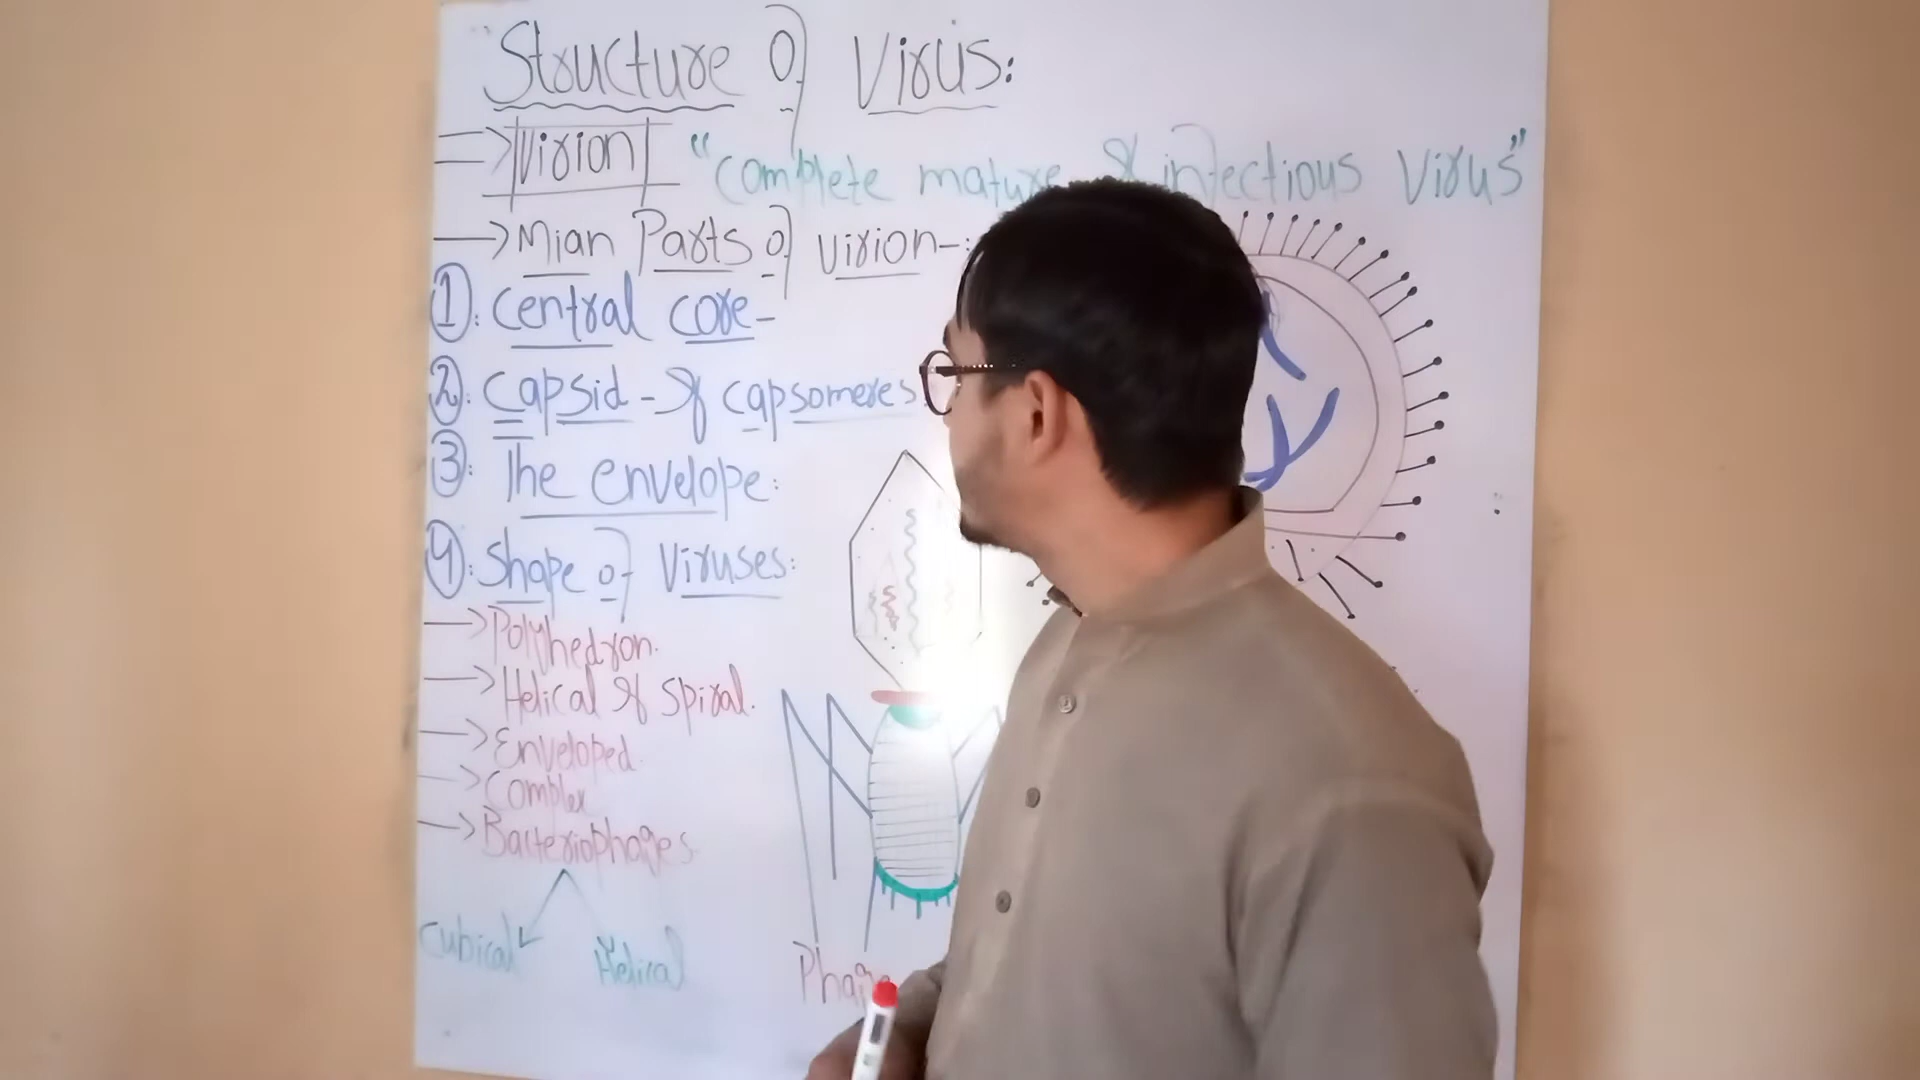 Structure Of Virus:
Virion "complete mature & infectious Virus"
Mian Parts of virion-:
1: Central core-
2: Capsid - & capsomeres
3: The envelope:
4: Shape of Viruses:
Polyhedron.
Helical & spiral.
Enveloped
Complex
Bacteriophages
Cubical Helical
Phage